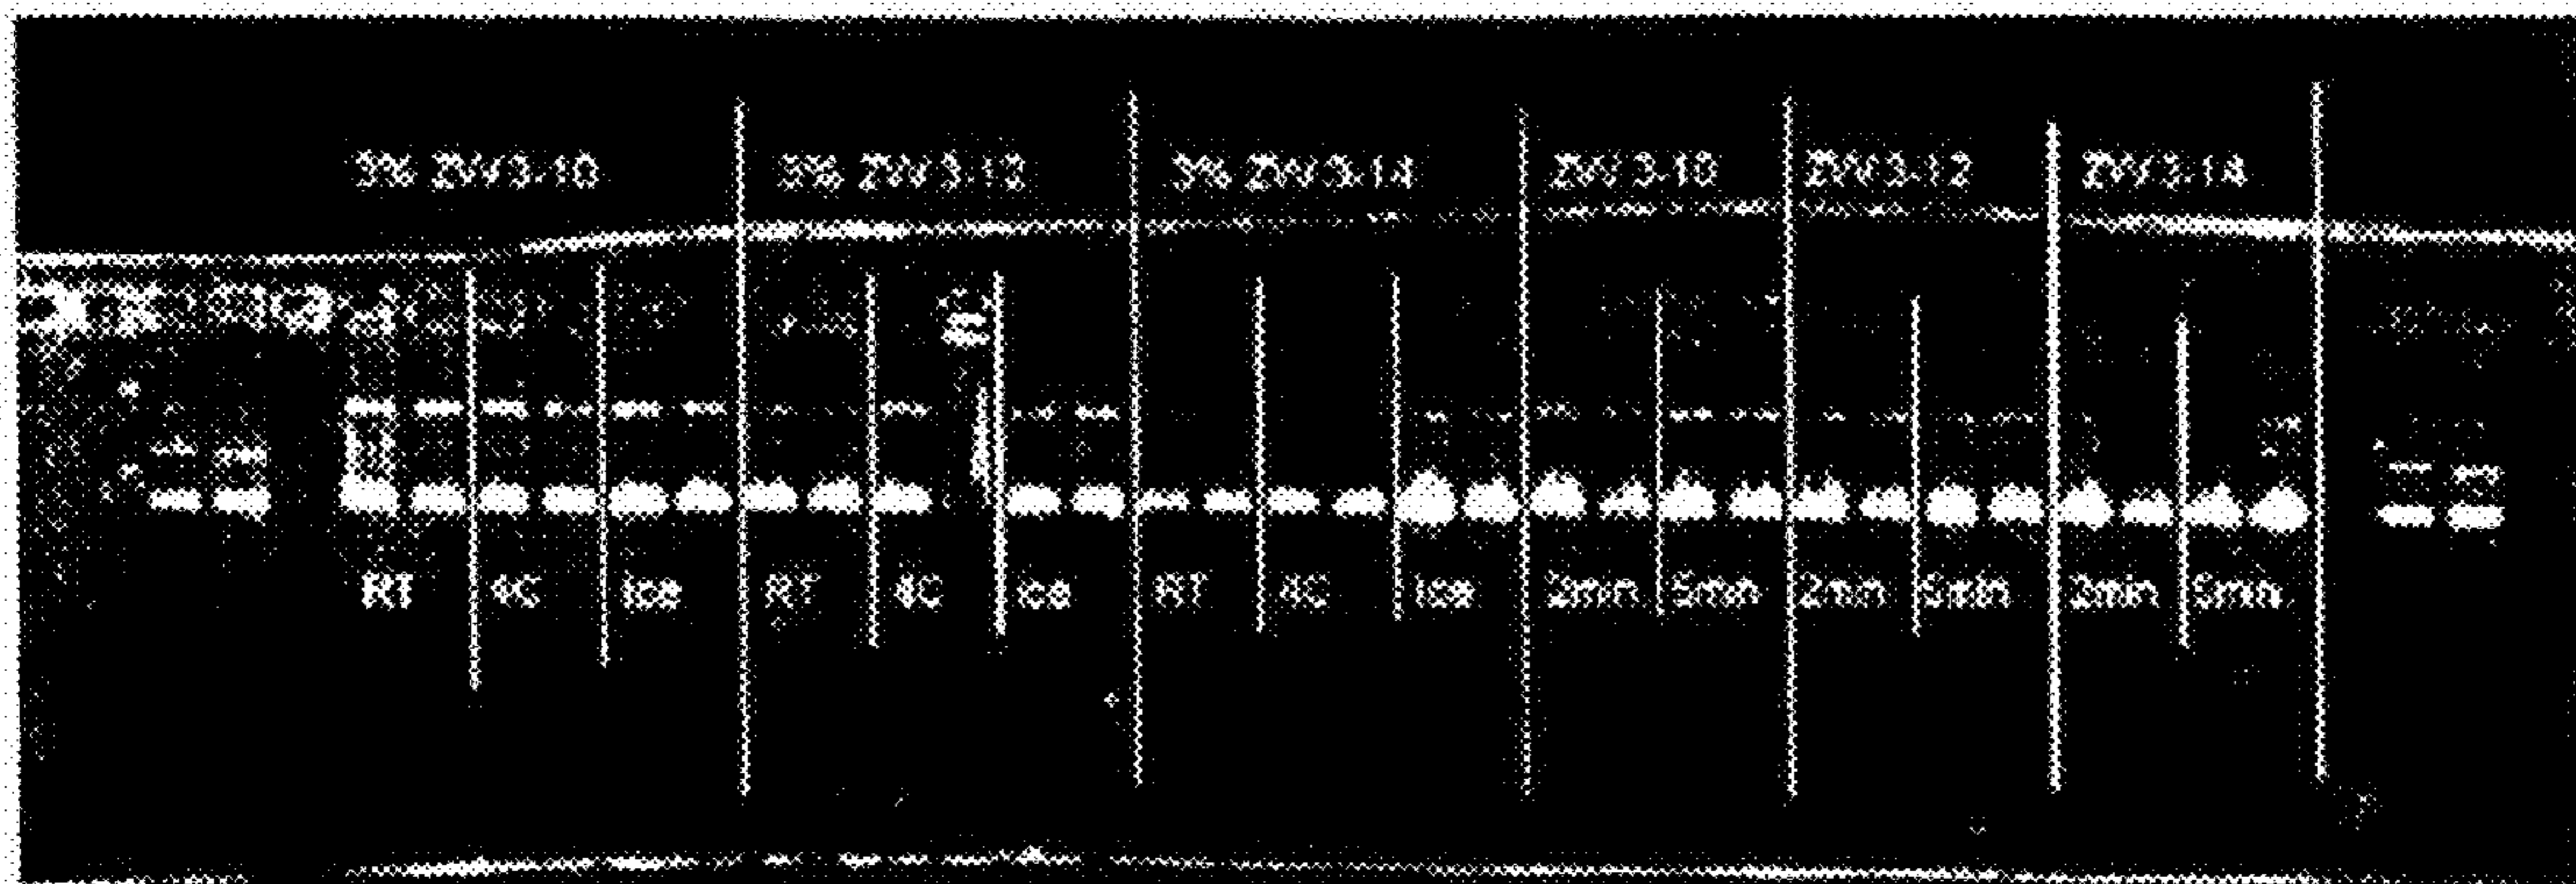 3% ZW3-10 3% ZW3-12 3% ZW3-14 ZW3-10 ZW3-12 ZW3-14
RT 4C Ice RT 4C Ice RT 4C Ice 2min 5min 2min 5min 2min 5min